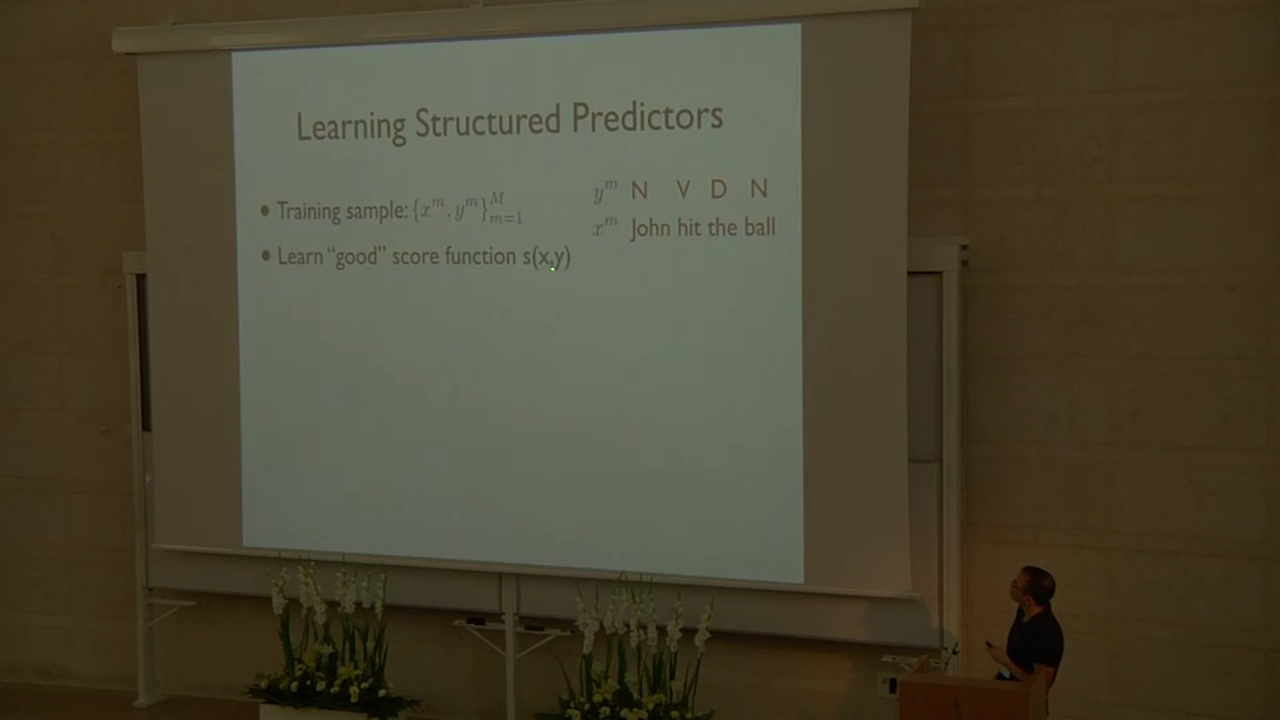 Learning Structured Predictors
• Training sample: {x^m, y^m}_{m=1}^M
• Learn “good” score function s(x,y)
y^m N V D N
x^m John hit the ball